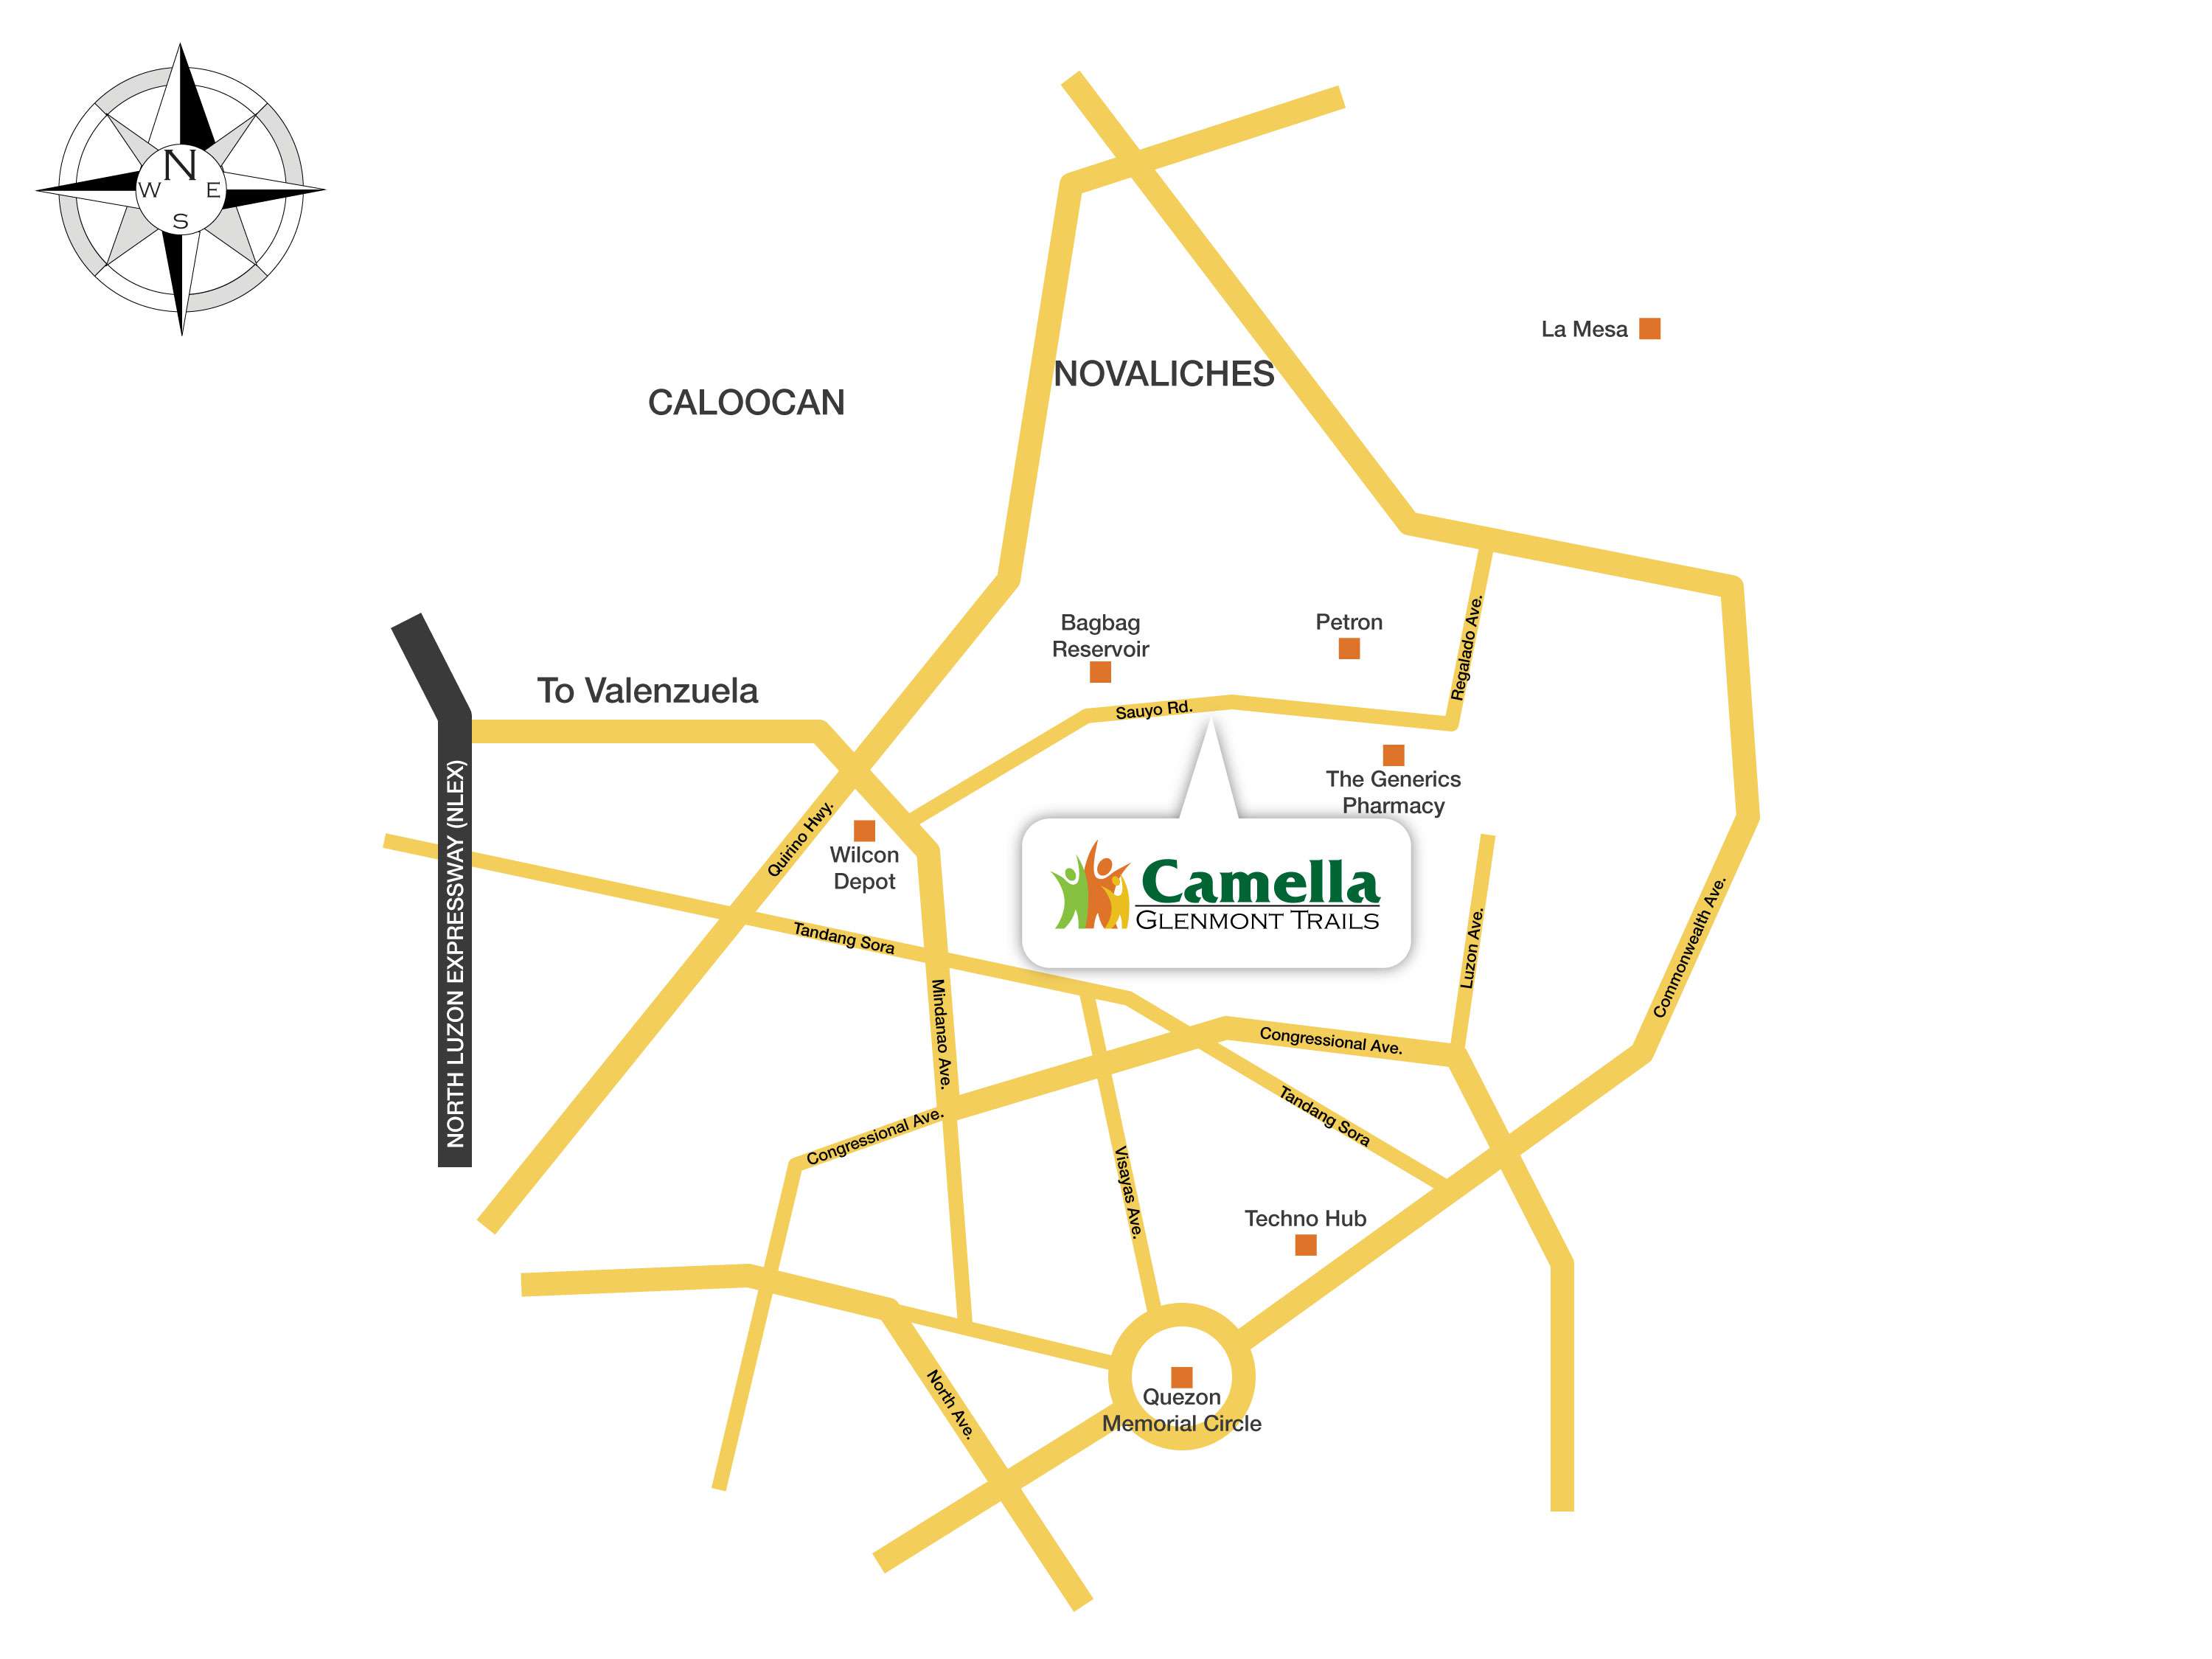 N
W E
S
La Mesa
NOVALICHES
CALOOCAN
Bagbag
Reservoir
Petron
Regalado Ave.
To Valenzuela
Sauyo Rd.
The Generics
Pharmacy
NORTH LUZON EXPRESSWAY (NLEX)
Quirino Hwy.
Wilcon
Depot
Camella
GLENMONT TRAILS
Tandang Sora
Luzon Ave.
Commonwealth Ave.
Mindanao Ave.
Congressional Ave.
Congressional Ave.
Tandang Sora
Visayas Ave.
Techno Hub
North Ave.
Quezon
Memorial Circle